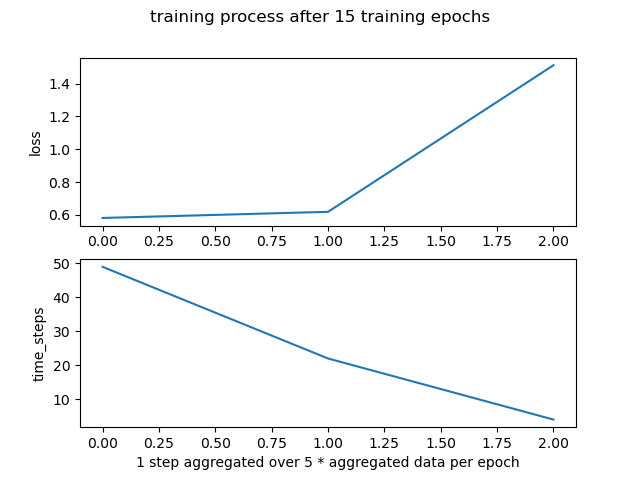 training process after 15 training epochs
1.4
1.2
1.0
0.8
0.6
loss
0.00 0.25 0.50 0.75 1.00 1.25 1.50 1.75 2.00
50
40
30
20
10
time_steps
0.00 0.25 0.50 0.75 1.00 1.25 1.50 1.75 2.00
1 step aggregated over 5 * aggregated data per epoch